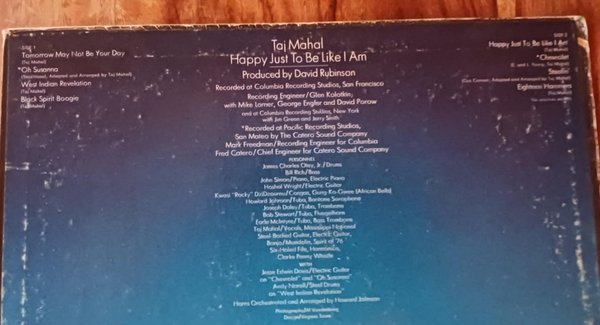 SIDE 1
Tomorrow May Not Be Your Day
(Taj Mahal)
*Oh Susanna
(Traditional, Adapted and Arranged by Taj Mahal)
West Indian Revelation
(Taj Mahal)
Black Spirit Boogie
(Taj Mahal)
Taj Mahal
Happy Just To Be Like I Am
Produced by David Rubinson
Recorded at Columbia Recording Studios, San Francisco
Recording Engineer/Glen Kolotkin
with Mike Larner, George Engfer and David Porow
and at Columbia Recording Studios, New York
with Jim Green and Jerry Smith
*Recorded at Pacific Recording Studios,
San Mateo by The Catero Sound Company
Mark Freedman/Recording Engineer for Columbia
Fred Catero/Chief Engineer for Catero Sound Company
PERSONNEL
James Charles Otey, Jr./Drums
Bill Rich/Bass
John Simon/Piano, Electric Piano
Hoshal Wright/Electric Guitar
Kwasi "Rocky" DziDzournu/Congas,
Howard Johnson/Tuba, Baritone Saxophone
Joseph Daley/Tuba, Trombone
Bob Stewart/Tuba, Flugelhorn
Earle McIntyre/Tuba, Bass Trombone
Taj Mahal/Vocals, Mississippi National
Steel-Bodied Guitar, Electric Guitar,
Banjo/Mandolin, Spirit of '76
Six-Holed Fife, Harmonica,
Clarke Penny Whistle
WITH
Jesse Edwin Davis/Electric Guitar
on "Chevrolet" and "Oh Susanna"
Andy Narell/Steel Drums
on "West Indian Revelation"
Horns Orchestrated and Arranged by Howard Johnson
SIDE 2
Happy Just To Be Like I Am
(Taj Mahal)
*Chevrolet
Stealin'
Eighteen Hammers
(Taj Mahal)